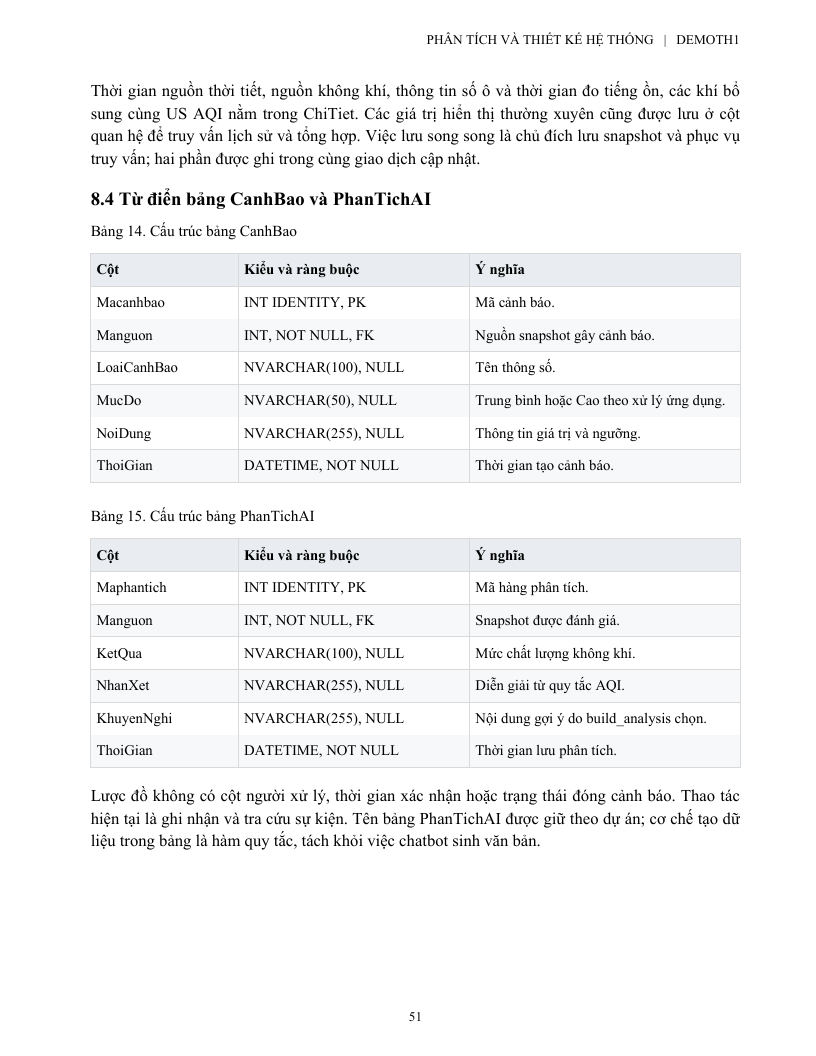 PHÂN TÍCH VÀ THIẾT KẾ HỆ THỐNG | DEMOTH1
Thời gian nguồn thời tiết, nguồn không khí, thông tin số ô và thời gian đo tiếng ồn, các khí bổ
sung cùng US AQI nằm trong ChiTiet. Các giá trị hiển thị thường xuyên cũng được lưu ở cột
quan hệ để truy vấn lịch sử và tổng hợp. Việc lưu song song là chủ đích lưu snapshot và phục vụ
truy vấn; hai phần được ghi trong cùng giao dịch cập nhật.
8.4 Từ điển bảng CanhBao và PhanTichAI
Bảng 14. Cấu trúc bảng CanhBao
Cột Kiểu và ràng buộc Ý nghĩa
Macanhbao INT IDENTITY, PK Mã cảnh báo.
Manguon INT, NOT NULL, FK Nguồn snapshot gây cảnh báo.
LoaiCanhBao NVARCHAR(100), NULL Tên thông số.
MucDo NVARCHAR(50), NULL Trung bình hoặc Cao theo xử lý ứng dụng.
NoiDung NVARCHAR(255), NULL Thông tin giá trị và ngưỡng.
ThoiGian DATETIME, NOT NULL Thời gian tạo cảnh báo.
Bảng 15. Cấu trúc bảng PhanTichAI
Cột Kiểu và ràng buộc Ý nghĩa
Maphantich INT IDENTITY, PK Mã hàng phân tích.
Manguon INT, NOT NULL, FK Snapshot được đánh giá.
KetQua NVARCHAR(100), NULL Mức chất lượng không khí.
NhanXet NVARCHAR(255), NULL Diễn giải từ quy tắc AQI.
KhuyenNghi NVARCHAR(255), NULL Nội dung gợi ý do build_analysis chọn.
ThoiGian DATETIME, NOT NULL Thời gian lưu phân tích.
Lược đồ không có cột người xử lý, thời gian xác nhận hoặc trạng thái đóng cảnh báo. Thao tác
hiện tại là ghi nhận và tra cứu sự kiện. Tên bảng PhanTichAI được giữ theo dự án; cơ chế tạo dữ
liệu trong bảng là hàm quy tắc, tách khỏi việc chatbot sinh văn bản.
51